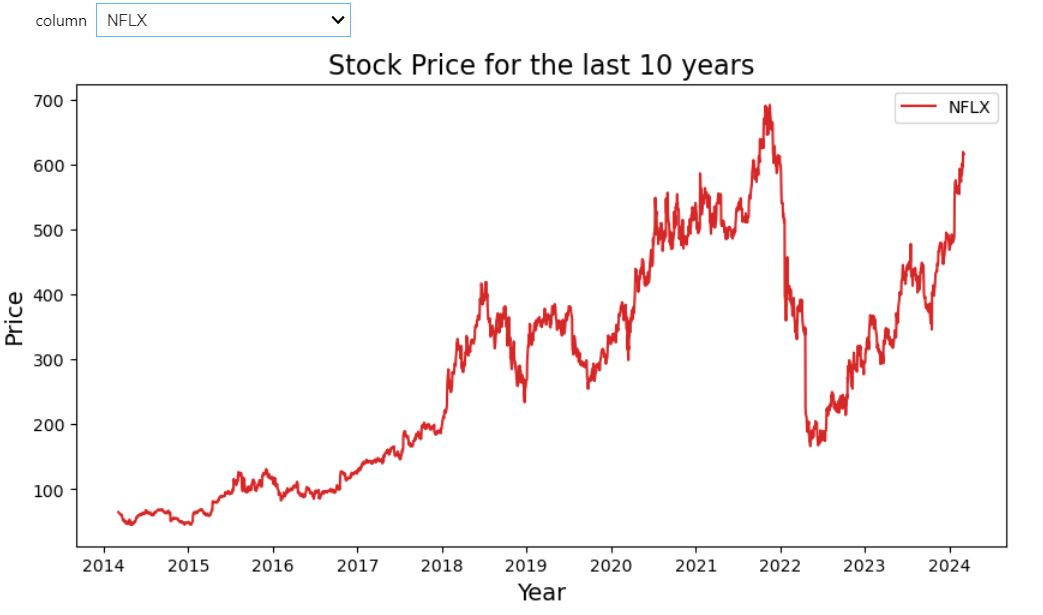 column NFLX
Stock Price for the last 10 years
NFLX
700
600
500
400
300
200
100
Price
2014 2015 2016 2017 2018 2019 2020 2021 2022 2023 2024
Year